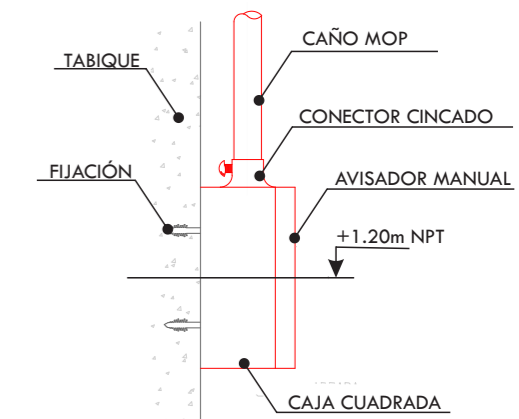 CAÑO MOP
TABIQUE
CONECTOR CINCADO
FIJACIÓN
AVISADOR MANUAL
+1.20m NPT
CAJA CUADRADA